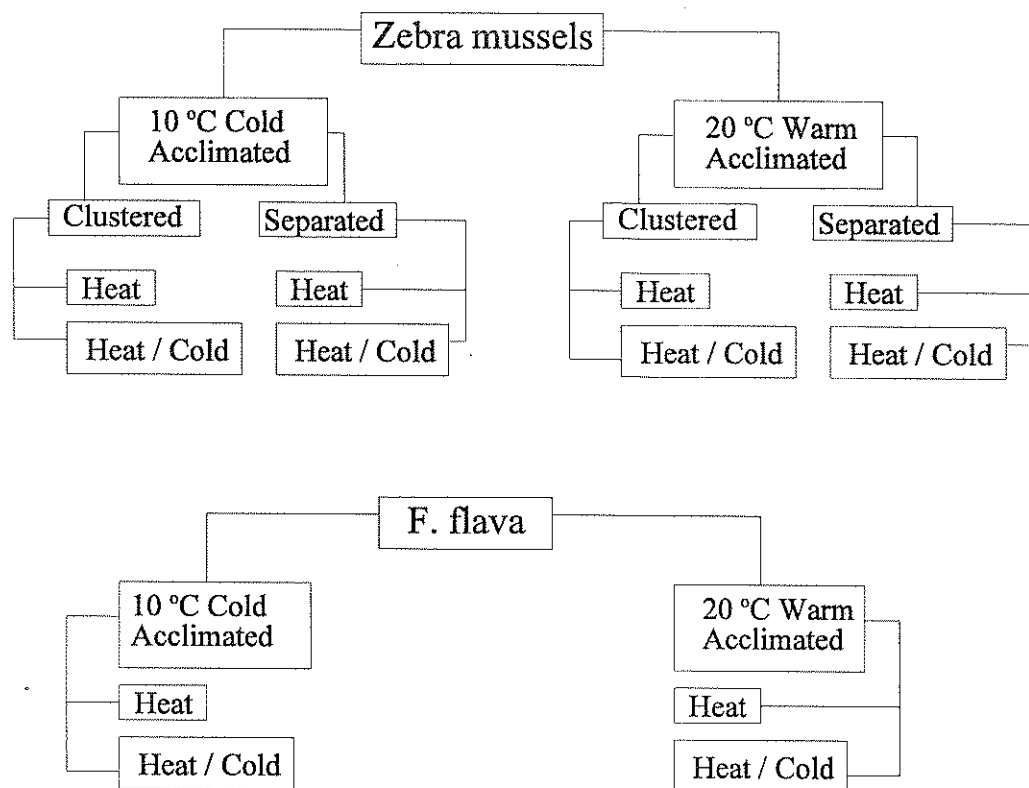 Zebra mussels
10 ºC Cold
Acclimated
20 ºC Warm
Acclimated
Clustered
Separated
Clustered
Separated
Heat
Heat
Heat
Heat
Heat / Cold
Heat / Cold
Heat / Cold
Heat / Cold
F. flava
10 ºC Cold
Acclimated
20 ºC Warm
Acclimated
Heat
Heat
Heat / Cold
Heat / Cold